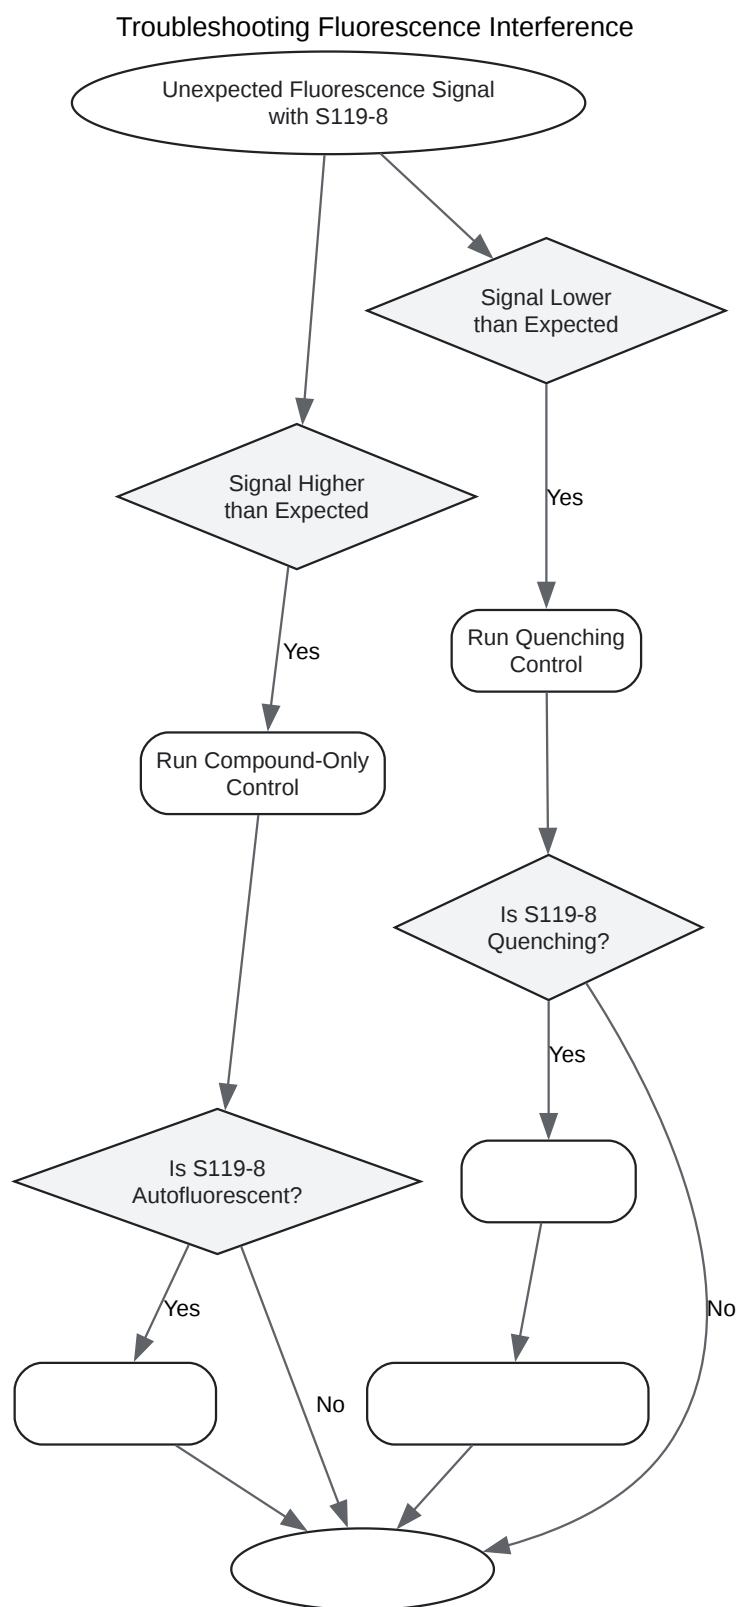 Troubleshooting Fluorescence Interference
Unexpected Fluorescence Signal
with S119-8
Signal Lower
than Expected
Signal Higher
than Expected
Yes
Run Quenching
Control
Yes
Run Compound-Only
Control
Is S119-8
Quenching?
Yes
Is S119-8
Autofluorescent?
Yes
No
No